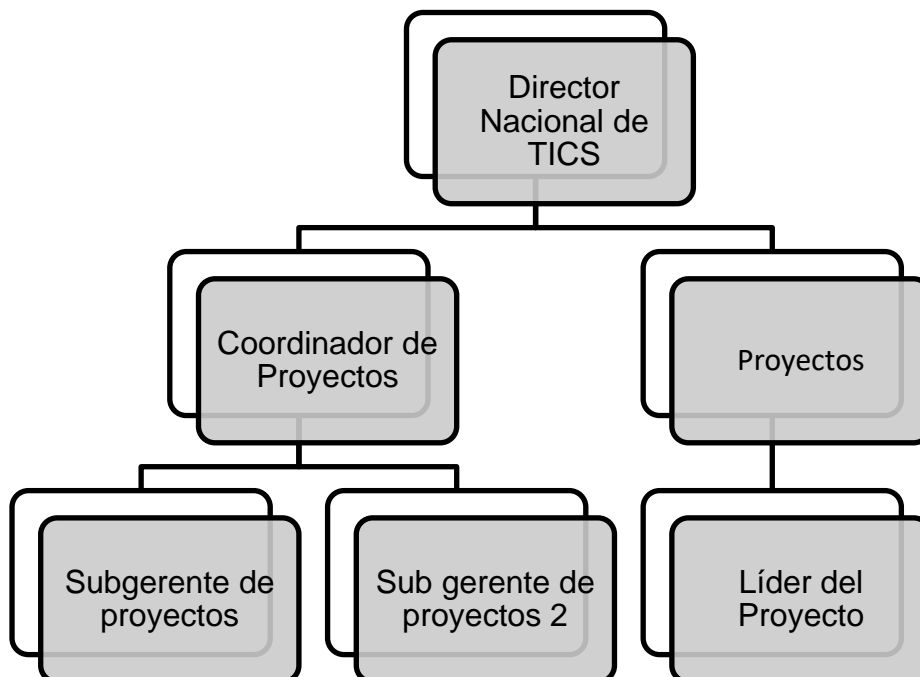 Director
Nacional de
TICS
Coordinador de
Proyectos
Proyectos
Subgerente de
proyectos
Sub gerente de
proyectos 2
Líder del
Proyecto